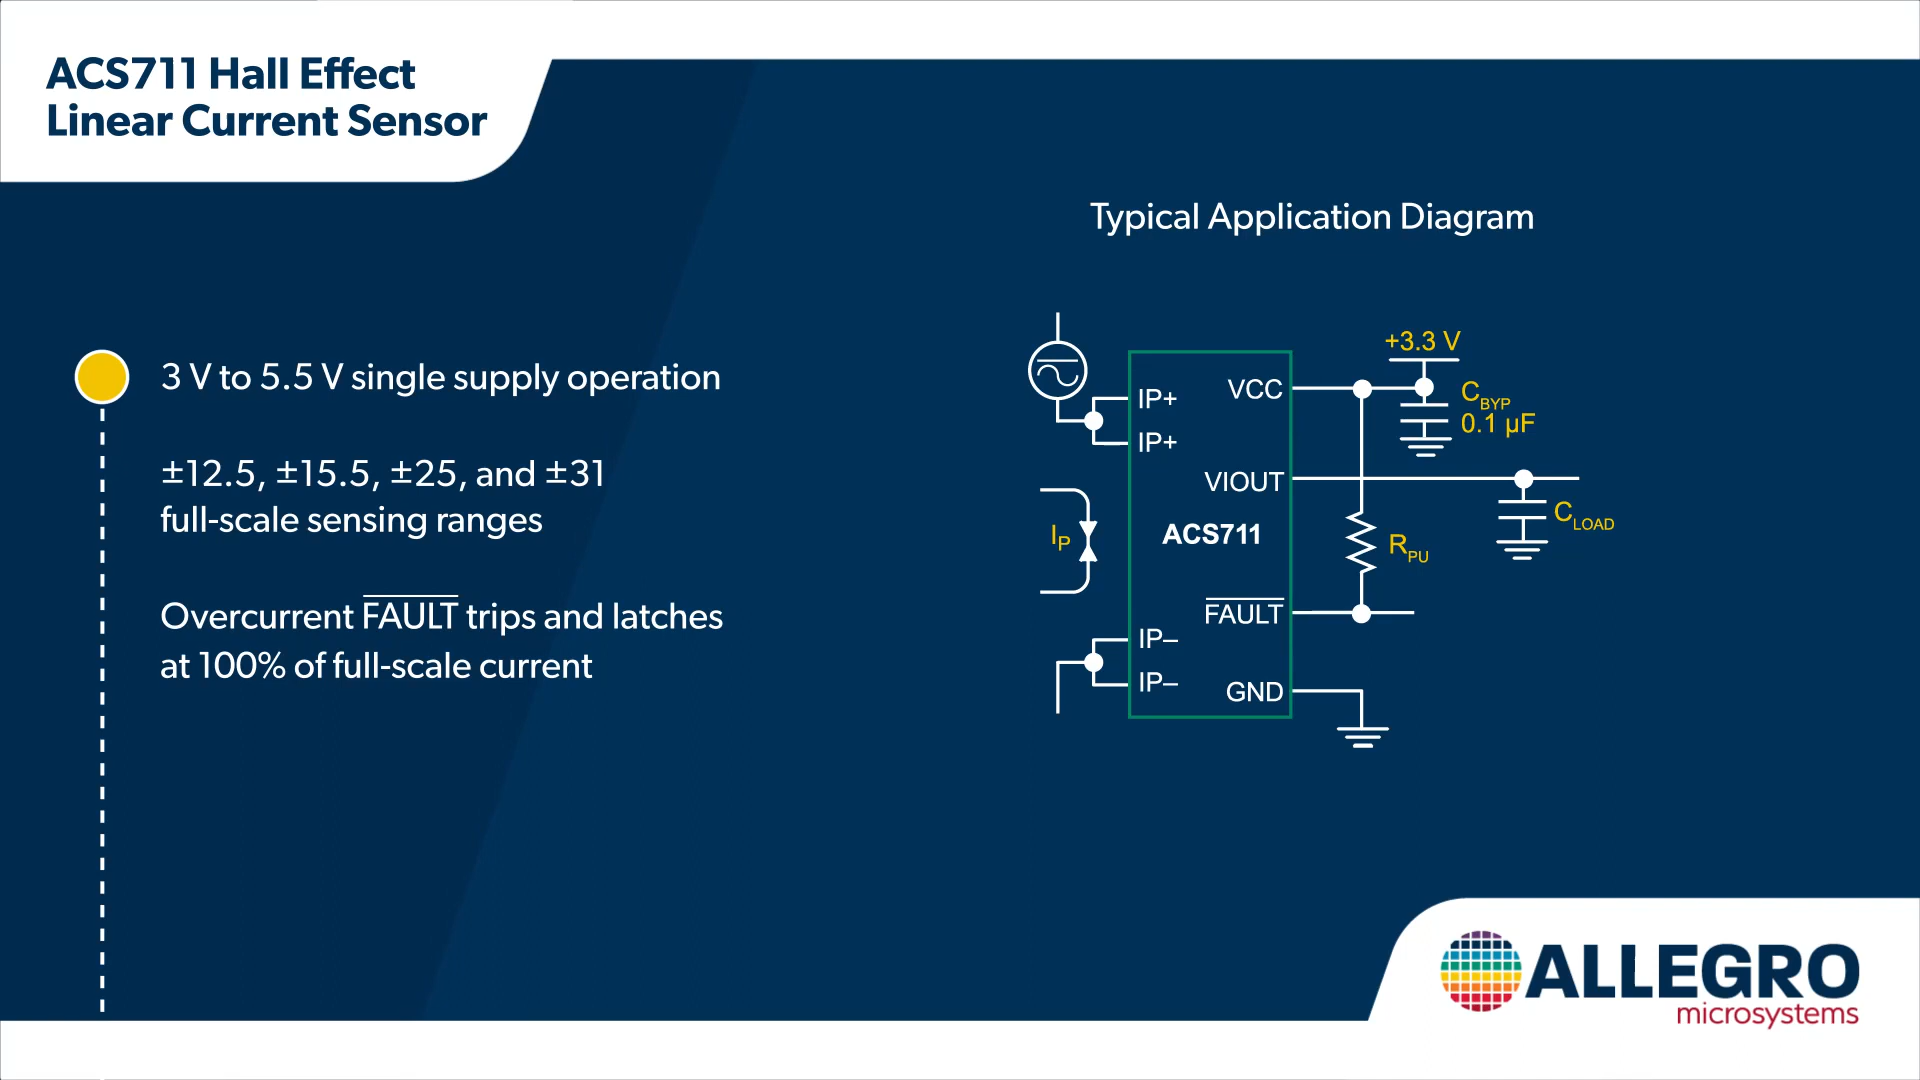 ACS711 Hall Effect
Linear Current Sensor
Typical Application Diagram
3 V to 5.5 V single supply operation
±12.5, ±15.5, ±25, and ±31
full-scale sensing ranges
Overcurrent FAULT trips and latches
at 100% of full-scale current
+3.3 V
IP+
VCC
CBYP
0.1 µF
IP+
VIOUT
CLOAD
IP
ACS711
RPU
FAULT
IP–
IP–
GND
ALLEGRO
microsystems